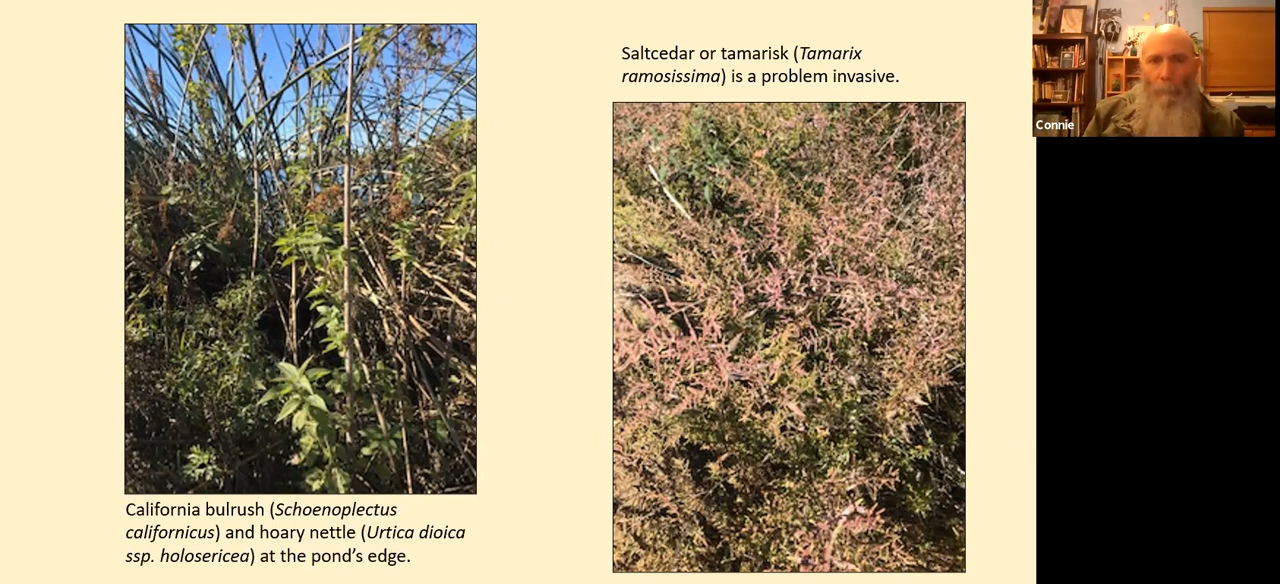 Saltcedar or tamarisk (Tamarix
ramosissima) is a problem invasive.
Connie
California bulrush (Schoenoplectus
californicus) and hoary nettle (Urtica dioica
ssp. holosericea) at the pond’s edge.